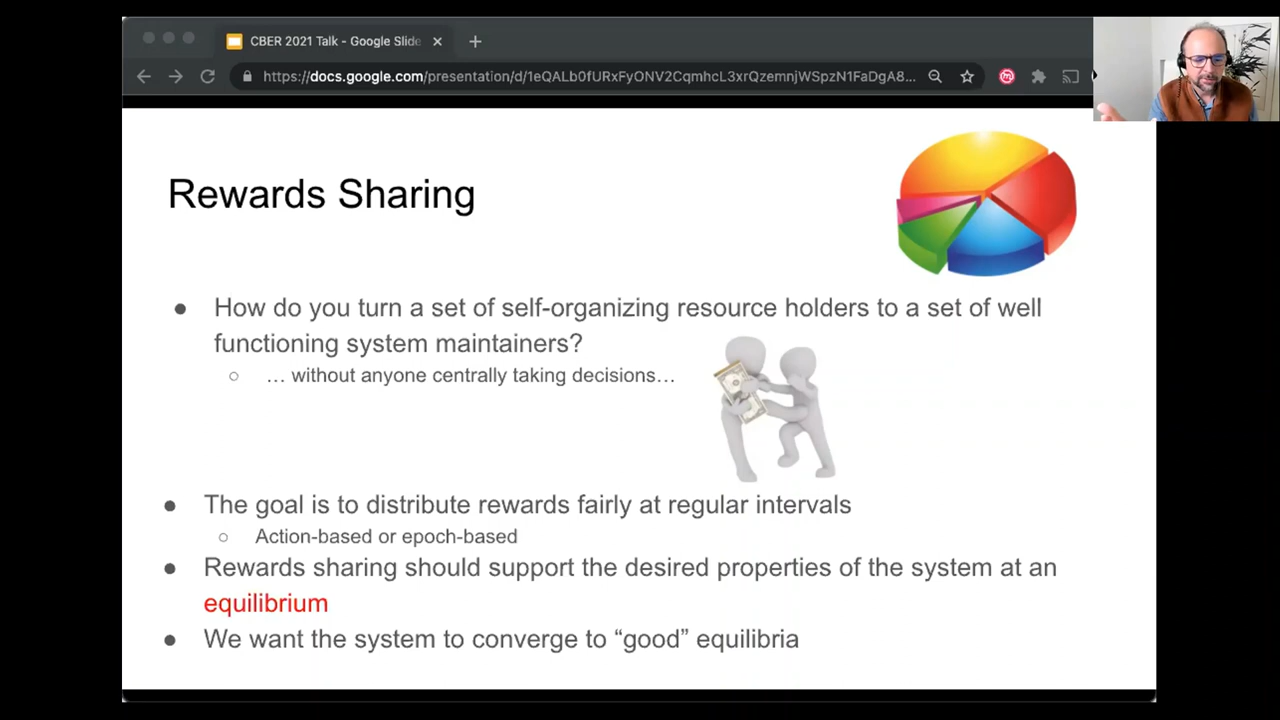 CBER 2021 Talk - Google Slide
https://docs.google.com/presentation/d/1eQALb0fURxFyONV2CqmhcL3xrQzemnjWSpzN1FaDgA8...
Rewards Sharing
● How do you turn a set of self-organizing resource holders to a set of well
functioning system maintainers?
○ … without anyone centrally taking decisions…
● The goal is to distribute rewards fairly at regular intervals
○ Action-based or epoch-based
● Rewards sharing should support the desired properties of the system at an
equilibrium
● We want the system to converge to “good” equilibria